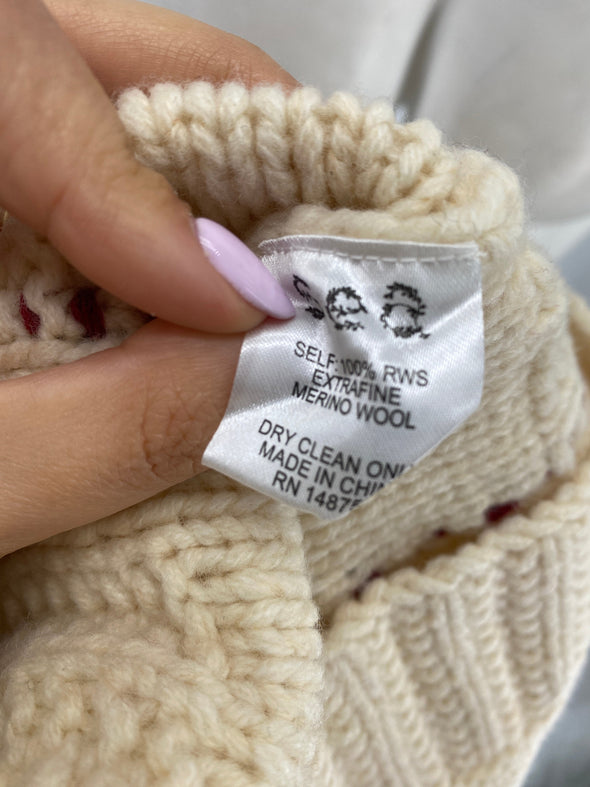 SELF:100% RWS
EXTRAFINE
MERINO WOOL
DRY CLEAN
MADE IN
RN